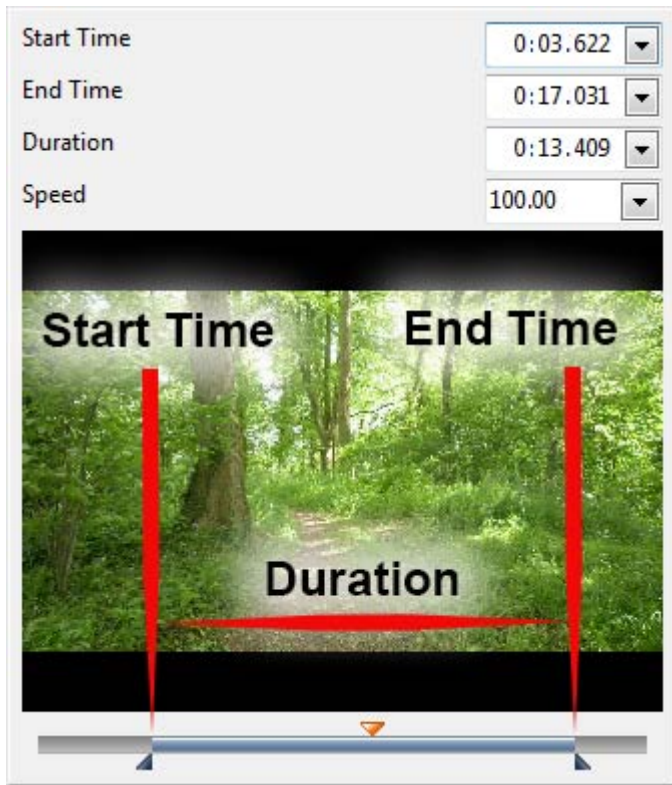 Start Time 0:03.622
End Time 0:17.031
Duration 0:13.409
Speed 100.00
Start Time End Time
Duration